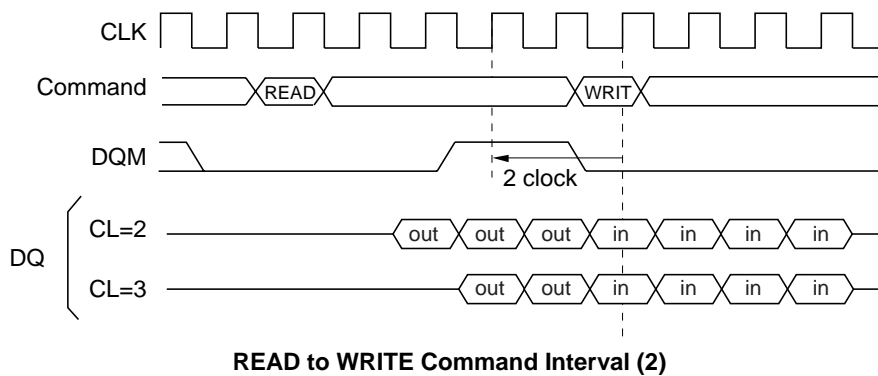 CLK
Command READ WRIT
DQM
2 clock
CL=2 out out out in in in in
DQ
CL=3 out out in in in in
READ to WRITE Command Interval (2)